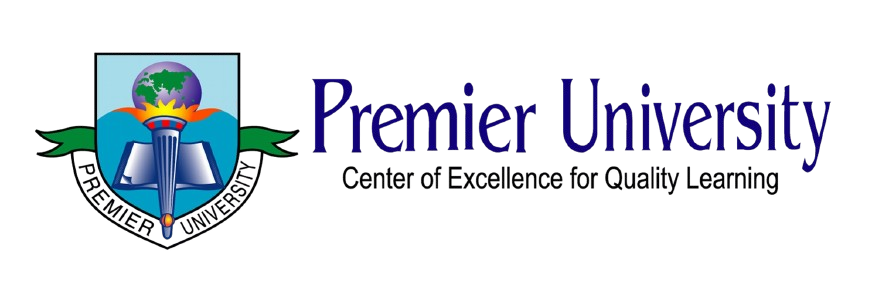 PREMIER UNIVERSITY
Premier University
Center of Excellence for Quality Learning